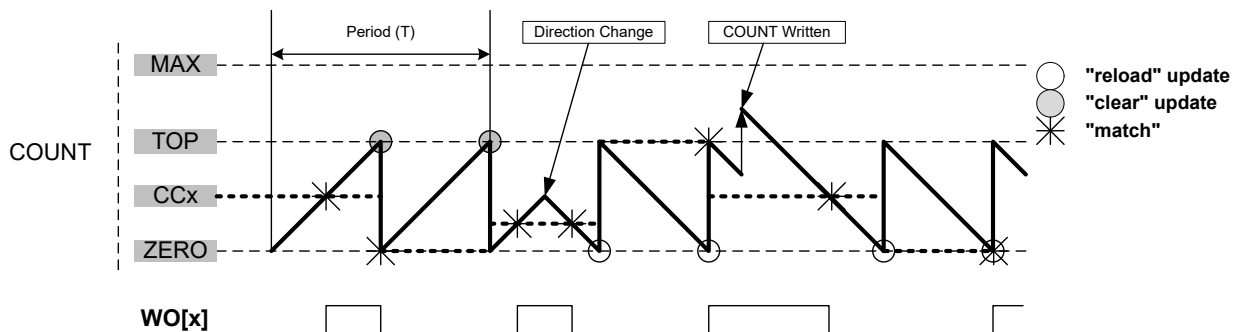 Period (T)
Direction Change
COUNT Written
MAX
"reload" update
"clear" update
TOP
"match"
COUNT
CCx
ZERO
WO[x]